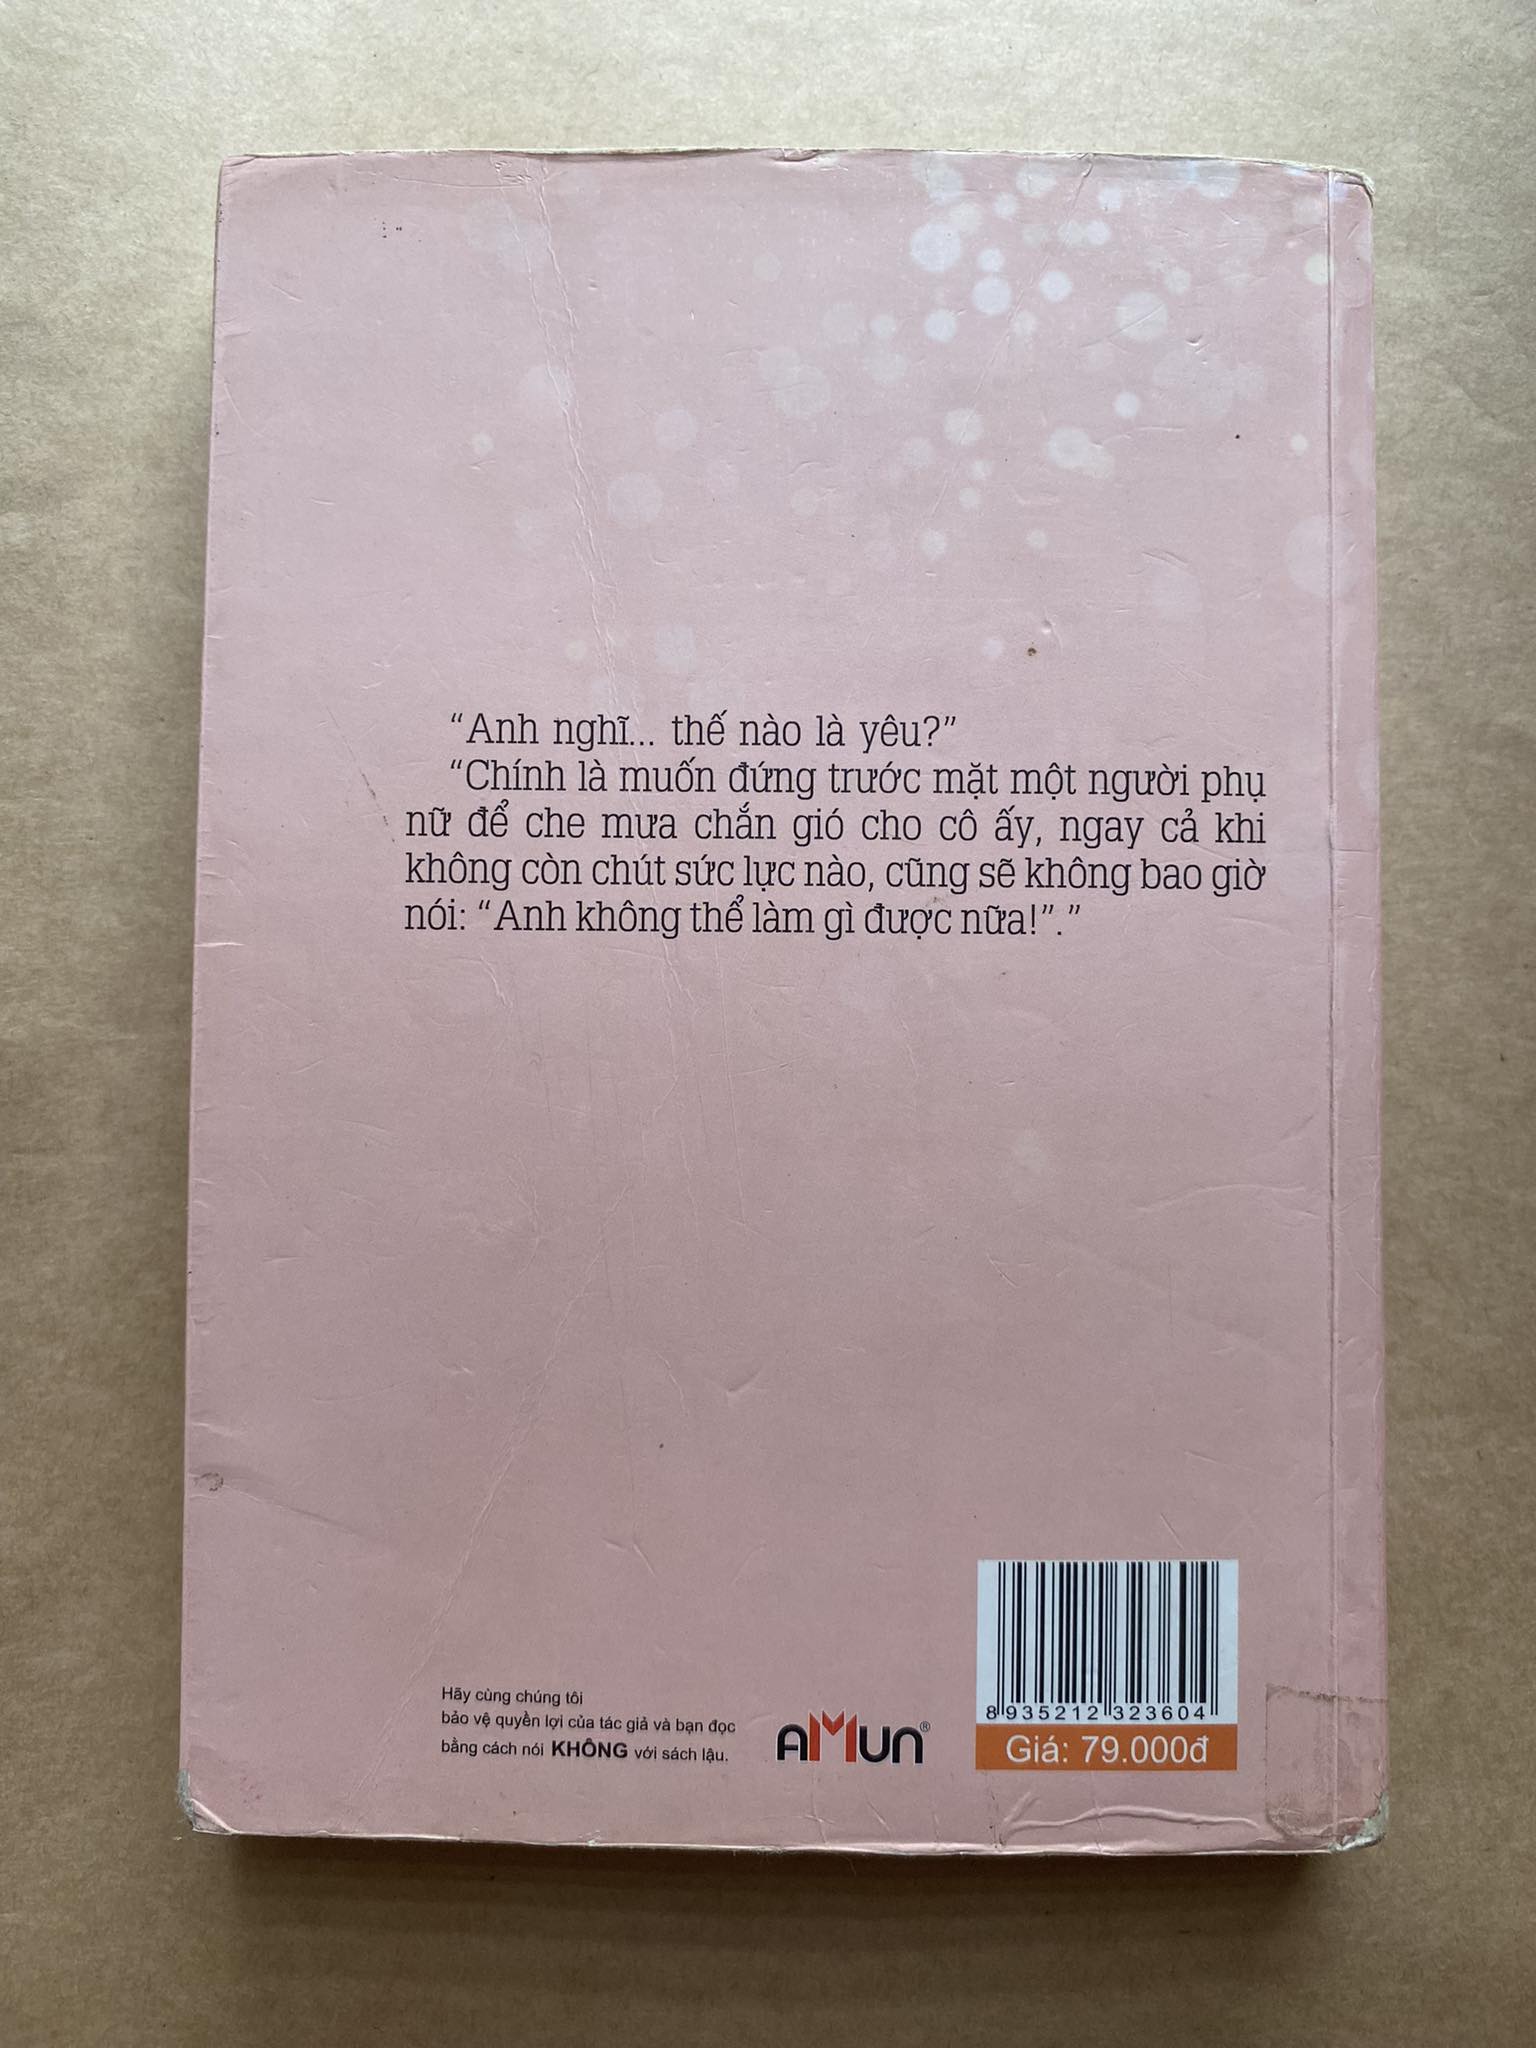 “Anh nghĩ... thế nào là yêu?”
“Chính là muốn đứng trước mặt một người phụ
nữ để che mưa chắn gió cho cô ấy, ngay cả khi
không còn chút sức lực nào, cũng sẽ không bao giờ
nói: “Anh không thể làm gì được nữa!”.”
Hãy cùng chúng tôi
bảo vệ quyền lợi của tác giả và bạn đọc
bằng cách nói KHÔNG với sách lậu.
AMUN®
8935212323604
Giá: 79.000đ